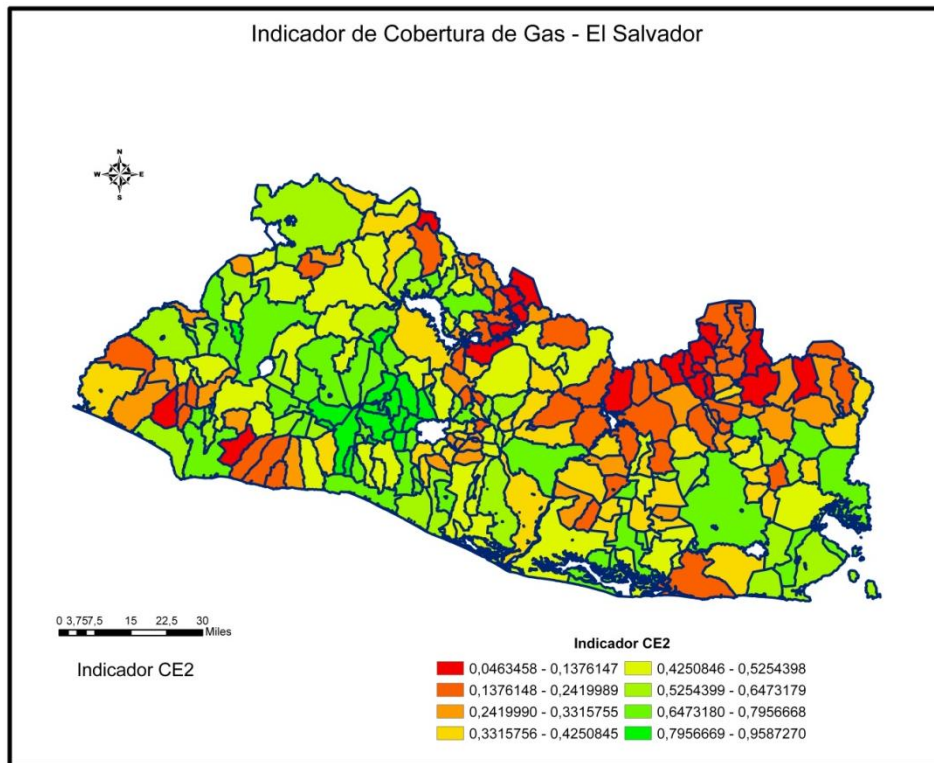 Indicador de Cobertura de Gas - El Salvador
N
W E
S
0 3,757,5 15 22,5 30
Miles
Indicador CE2
Indicador CE2
0,0463458 - 0,1376147 0,4250846 - 0,5254398
0,1376148 - 0,2419989 0,5254399 - 0,6473179
0,2419990 - 0,3315755 0,6473180 - 0,7956668
0,3315756 - 0,4250845 0,7956669 - 0,9587270